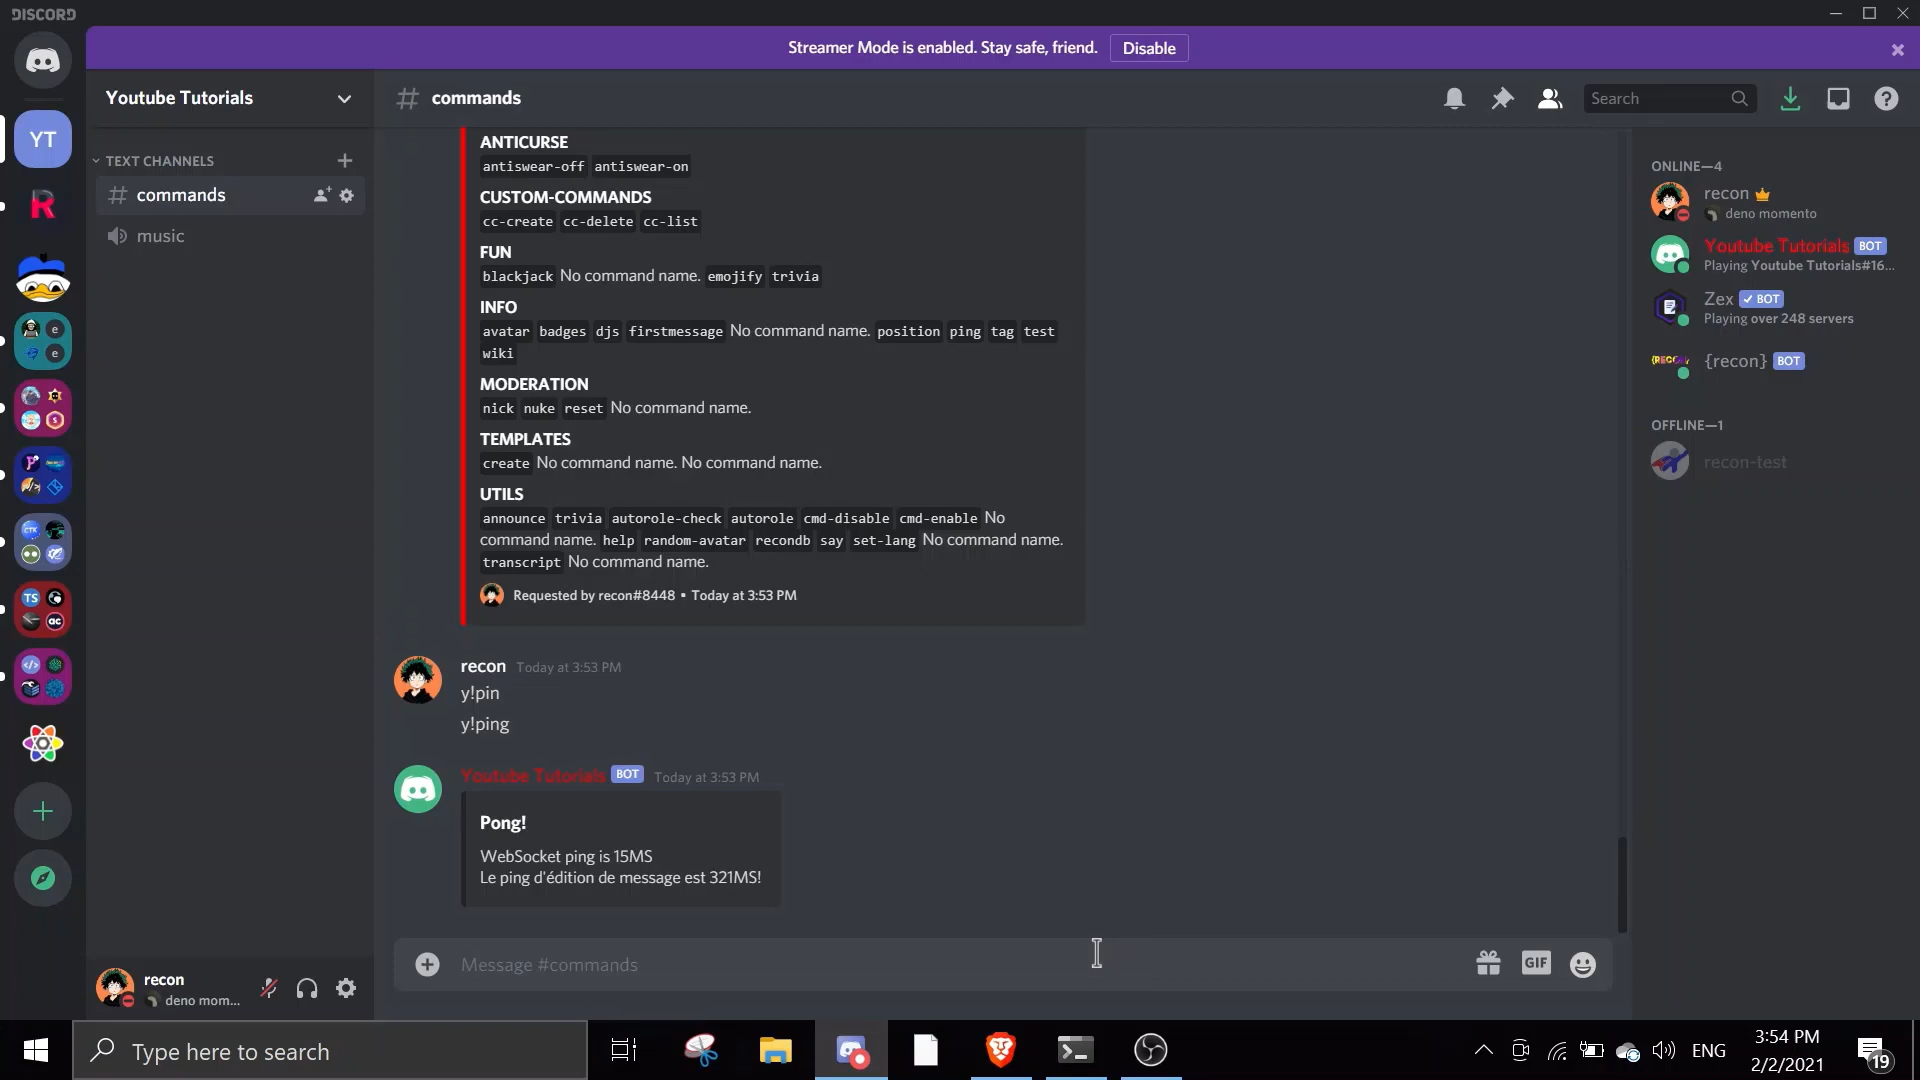 DISCORD
Streamer Mode is enabled. Stay safe, friend. Disable
Youtube Tutorials
commands
Search
YT
TEXT CHANNELS
commands
music
ANTICURSE
antiswear-off antiswear-on
CUSTOM-COMMANDS
cc-create cc-delete cc-list
FUN
blackjack No command name. emojify trivia
INFO
avatar badges djs firstmessage No command name. position ping tag test
wiki
MODERATION
nick nuke reset No command name.
TEMPLATES
create No command name. No command name.
UTILS
announce trivia autorole-check autorole cmd-disable cmd-enable No
command name. help random-avatar recondb say set-lang No command name.
transcript No command name.
Requested by recon#8448 • Today at 3:53 PM
recon Today at 3:53 PM
y!pin
y!ping
Youtube Tutorials BOT Today at 3:53 PM
Pong!
WebSocket ping is 15MS
Le ping d'édition de message est 321MS!
Message #commands
GIF
ONLINE—4
recon
deno momento
Youtube Tutorials BOT
Playing Youtube Tutorials#16...
Zex ✓ BOT
Playing over 248 servers
{recon} BOT
OFFLINE—1
recon-test
recon
deno mom...
Type here to search
ENG
3:54 PM
2/2/2021
19